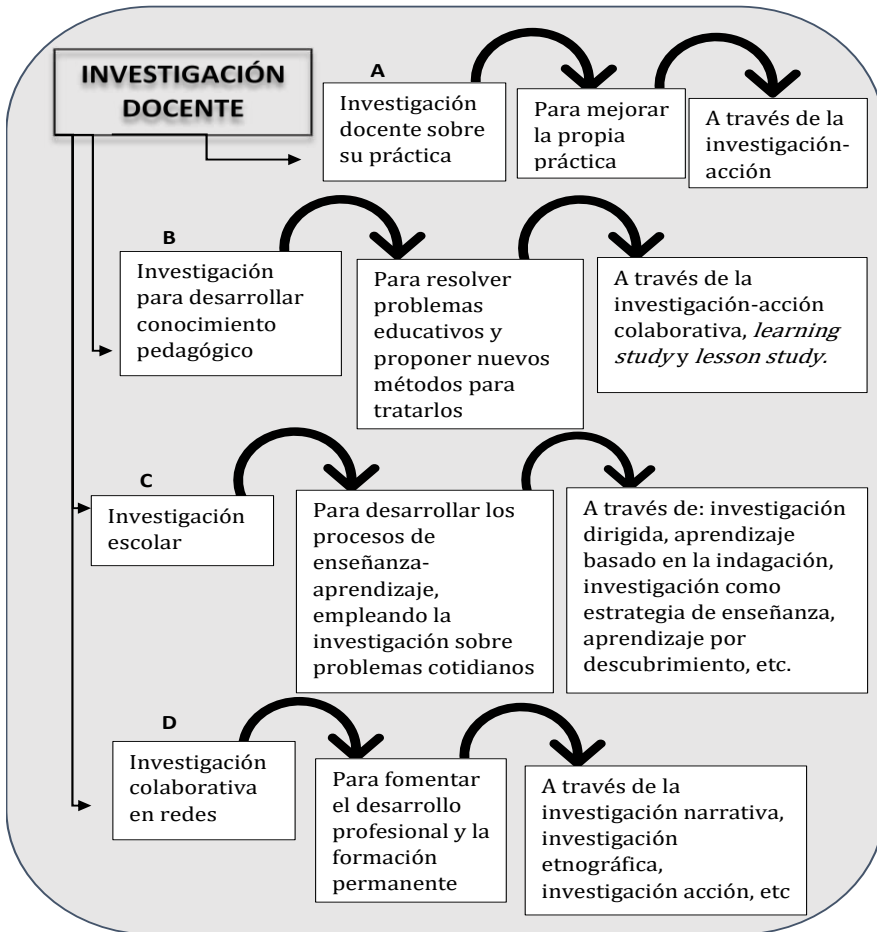 INVESTIGACIÓN
DOCENTE
A
Investigación
docente sobre
su práctica
Para mejorar
la propia
práctica
A través de la
investigación-
acción
B
Investigación
para desarrollar
conocimiento
pedagógico
Para resolver
problemas
educativos y
proponer nuevos
métodos para
tratarlos
A través de la
investigación-acción
colaborativa, learning
study y lesson study.
C
Investigación
escolar
Para desarrollar los
procesos de
enseñanza-
aprendizaje,
empleando la
investigación sobre
problemas cotidianos
A través de: investigación
dirigida, aprendizaje
basado en la indagación,
investigación como
estrategia de enseñanza,
aprendizaje por
descubrimiento, etc.
D
Investigación
colaborativa
en redes
Para fomentar
el desarrollo
profesional y la
formación
permanente
A través de la
investigación narrativa,
investigación
etnográfica,
investigación acción, etc